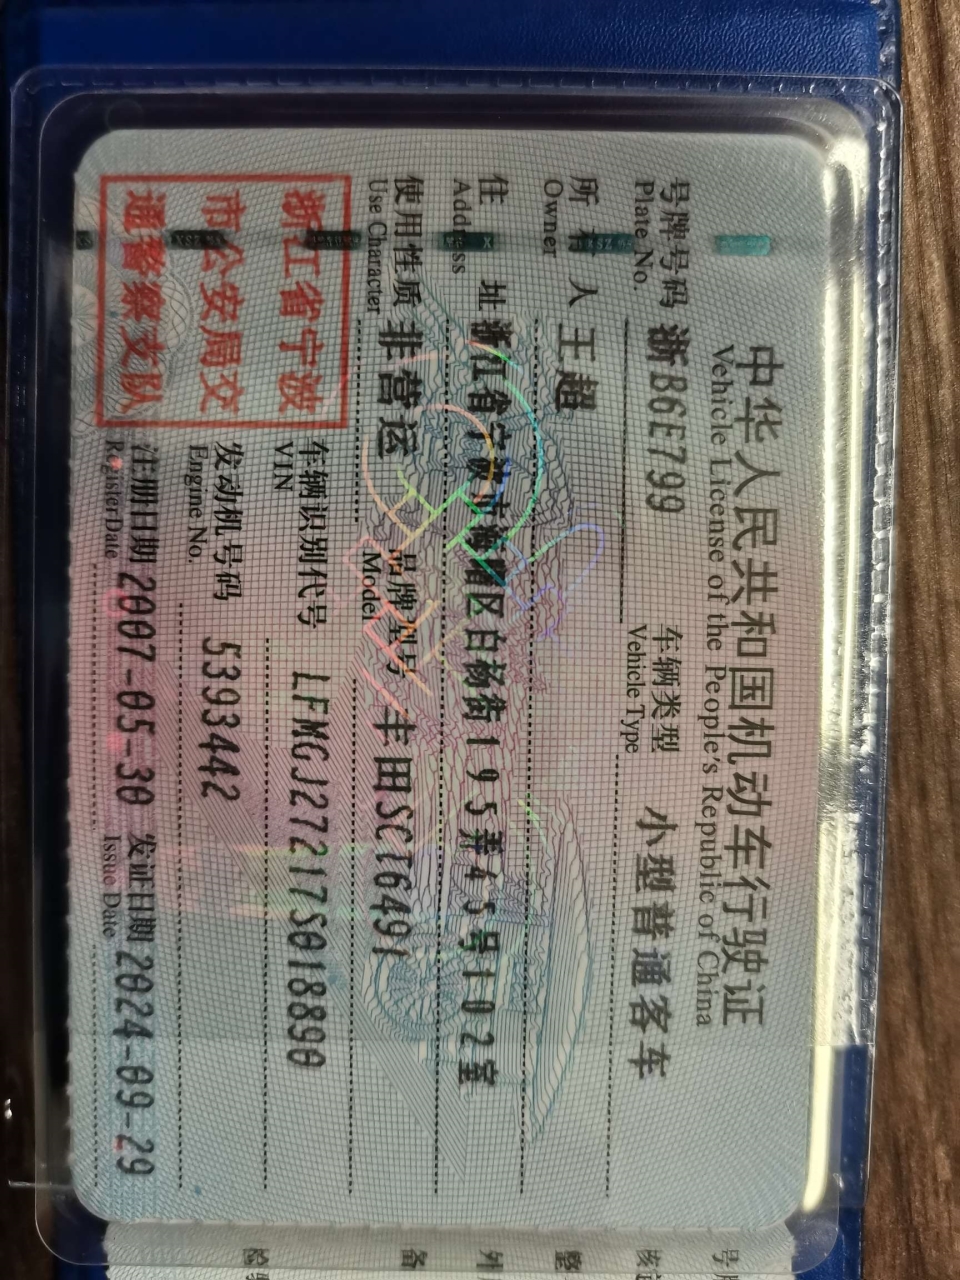 中华人民共和国机动车行驶证
Vehicle License of the People's Republic of China
号牌号码 浙B6E799 车辆类型 小型普通客车
Plate No. Vehicle Type
所有人 王超
Owner
住址 浙江省宁波市海曙区白杨街195弄45号102室
Address
使用性质 非营运 品牌型号 丰田SCT6491
Use Character Model
浙江省宁波
市公安局交
通警察支队
车辆识别代号 LFMGJ27217S018890
VIN
发动机号码 5393442
Engine No.
注册日期 2007-05-30 发证日期 2024-09-29
Register Date Issue Date